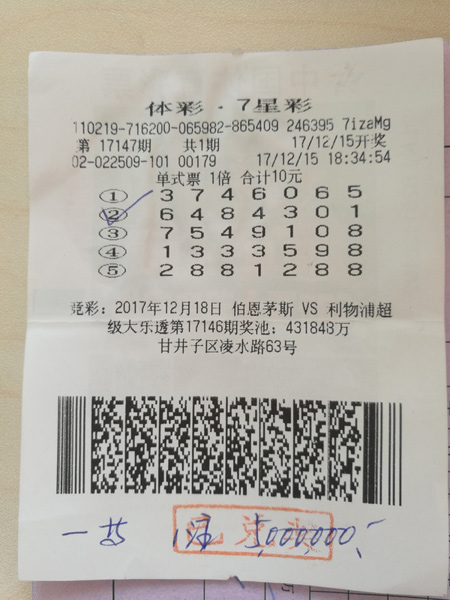 体彩·7星彩
110219-716200-065982-865409 246395 7izaMg
第 17147期 共1期 17/12/15开奖
02-022509-101 00179 17/12/15 18:34:54
单式票 1倍 合计10元
① 3 7 4 6 0 6 5
② 6 4 8 4 3 0 1
③ 7 5 4 9 1 0 8
④ 1 3 3 3 5 9 8
⑤ 2 8 8 1 2 8 8
竞彩：2017年12月18日 伯恩茅斯 VS 利物浦超
级大乐透第17146期奖池：431848万
甘井子区凌水路63号
一共 1注 5000000